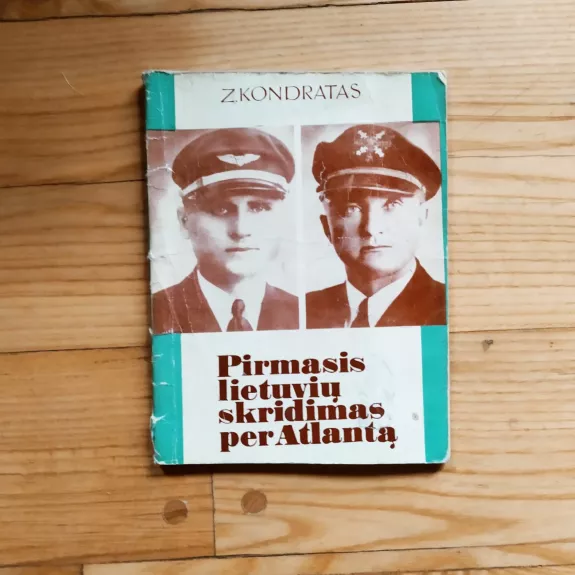 Z. KONDRATAS
Pirmasis
lietuvių
skridimas
per Atlantą